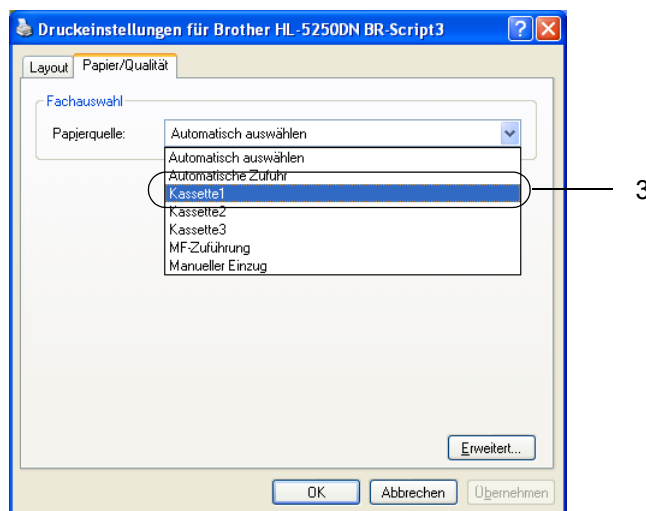 Druckeinstellungen für Brother HL-5250DN BR-Script3
Layout Papier/Qualität
Fachauswahl
Papierquelle: Automatisch auswählen
Automatisch auswählen
Automatische Zufuhr
Kassette1
3
Kassette2
Kassette3
MF-Zuführung
Manueller Einzug
Erweitert...
OK Abbrechen Übernehmen